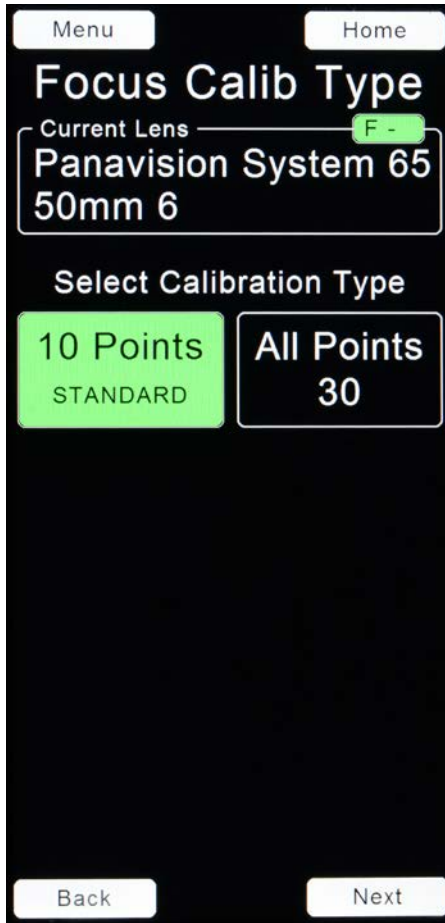 Menu
Home
Focus Calib Type
Current Lens
F -
Panavision System 65
50mm 6
Select Calibration Type
10 Points
STANDARD
All Points
30
Back
Next